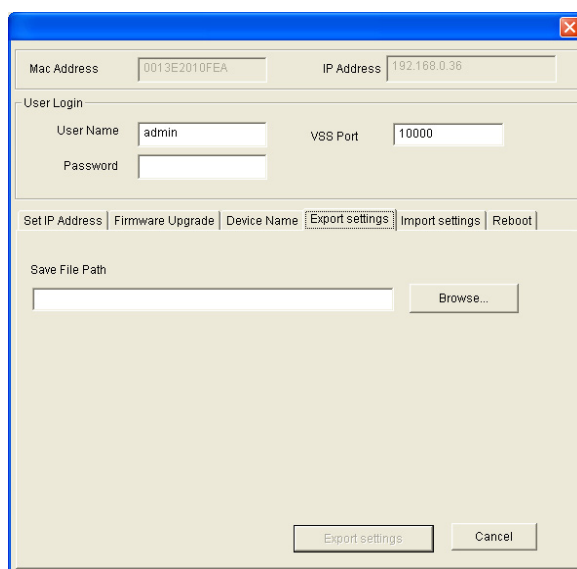 Mac Address 0013E2010FEA IP Address 192.168.0.36
User Login
User Name admin VSS Port 10000
Password
Set IP Address Firmware Upgrade Device Name Export settings Import settings Reboot
Save File Path
Browse...
Export settings Cancel